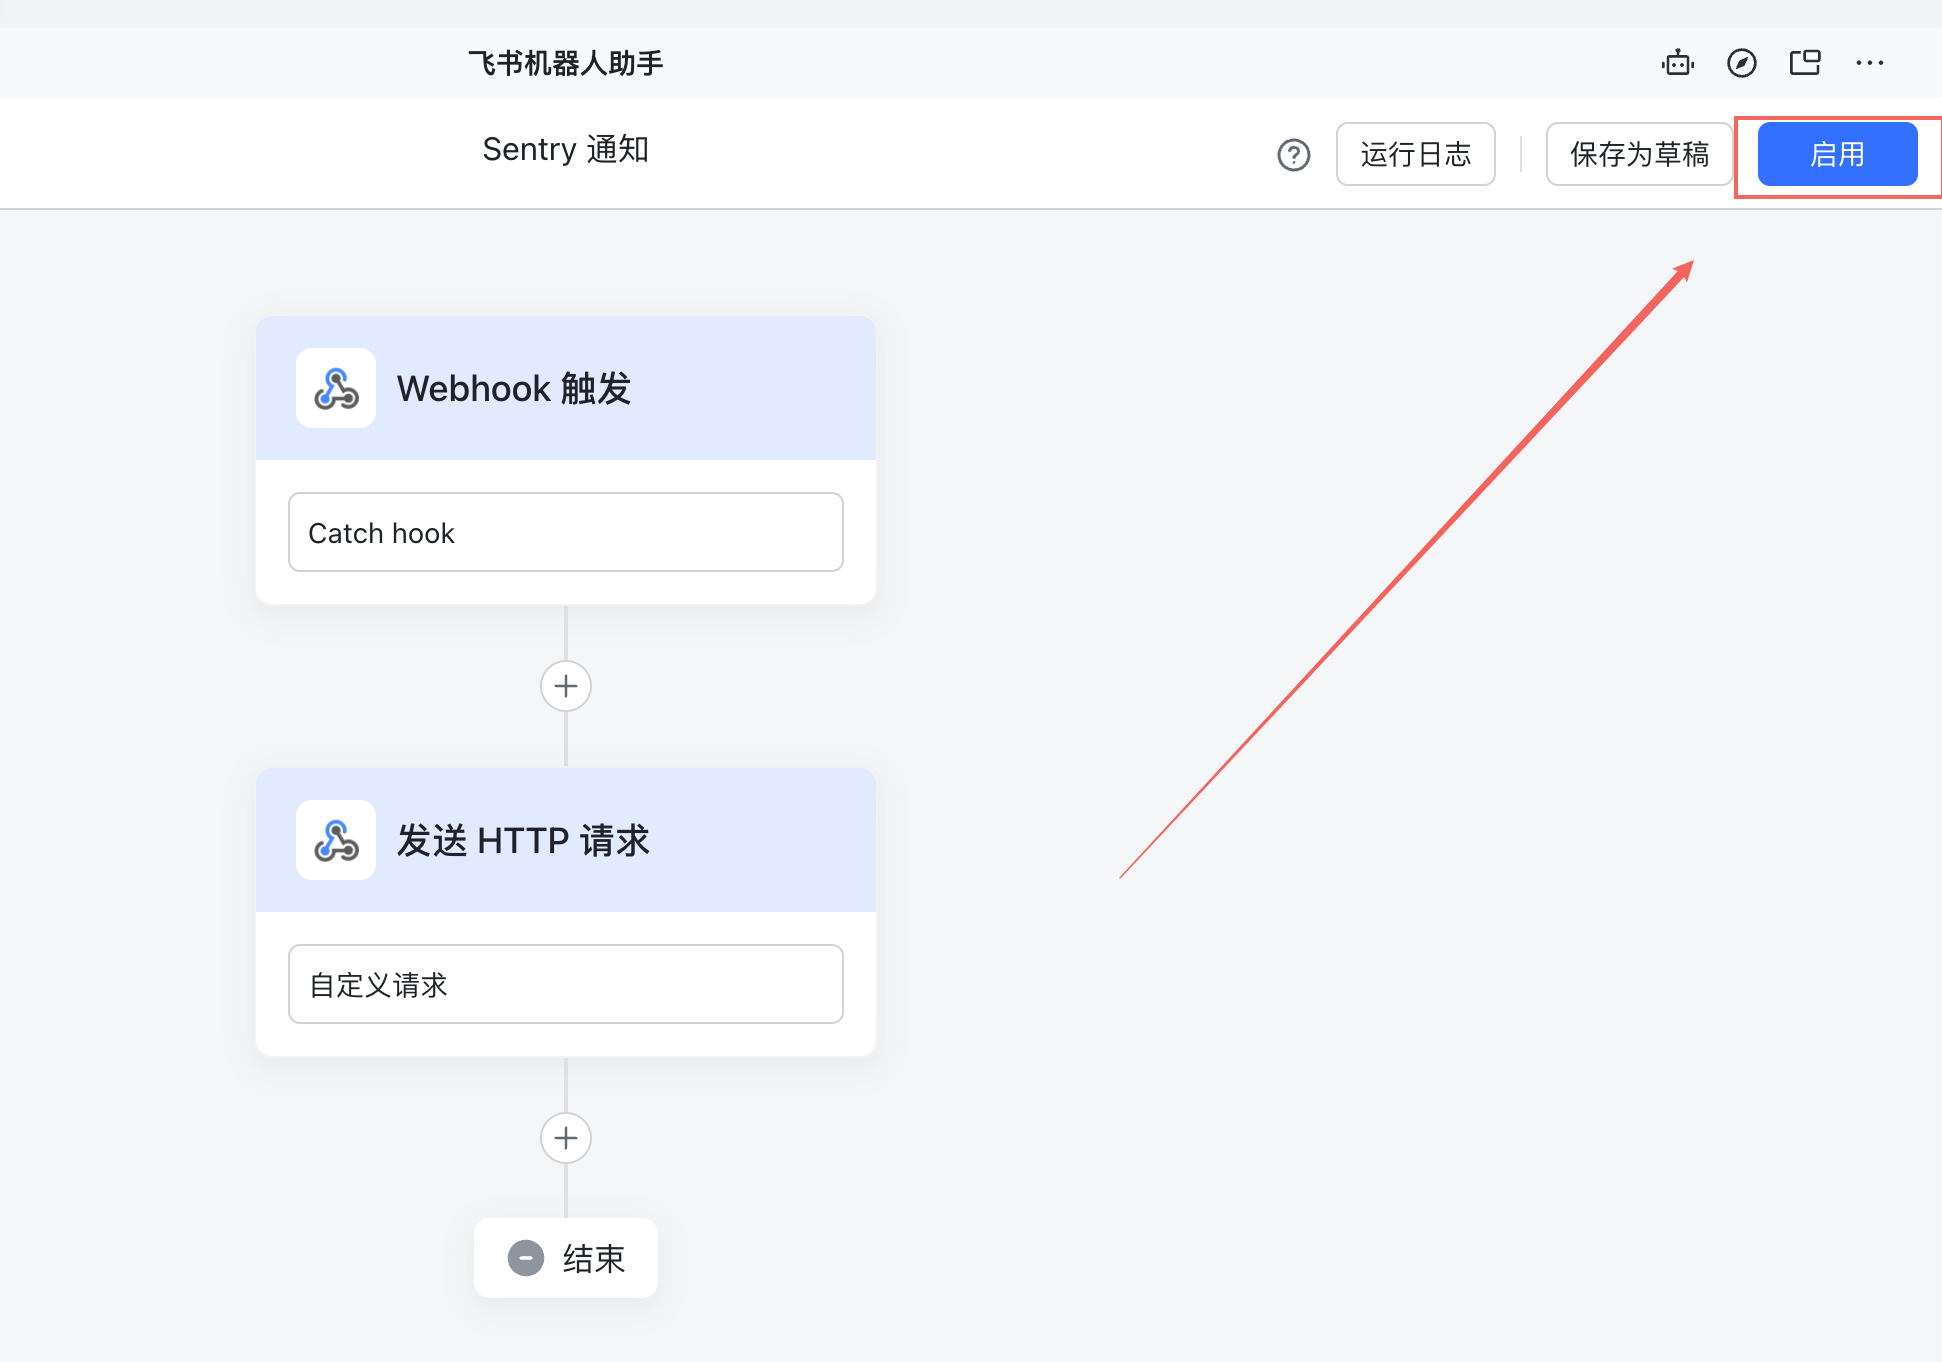 飞书机器人助手
Sentry 通知
运行日志
保存为草稿
启用
Webhook 触发
Catch hook
发送 HTTP 请求
自定义请求
结束